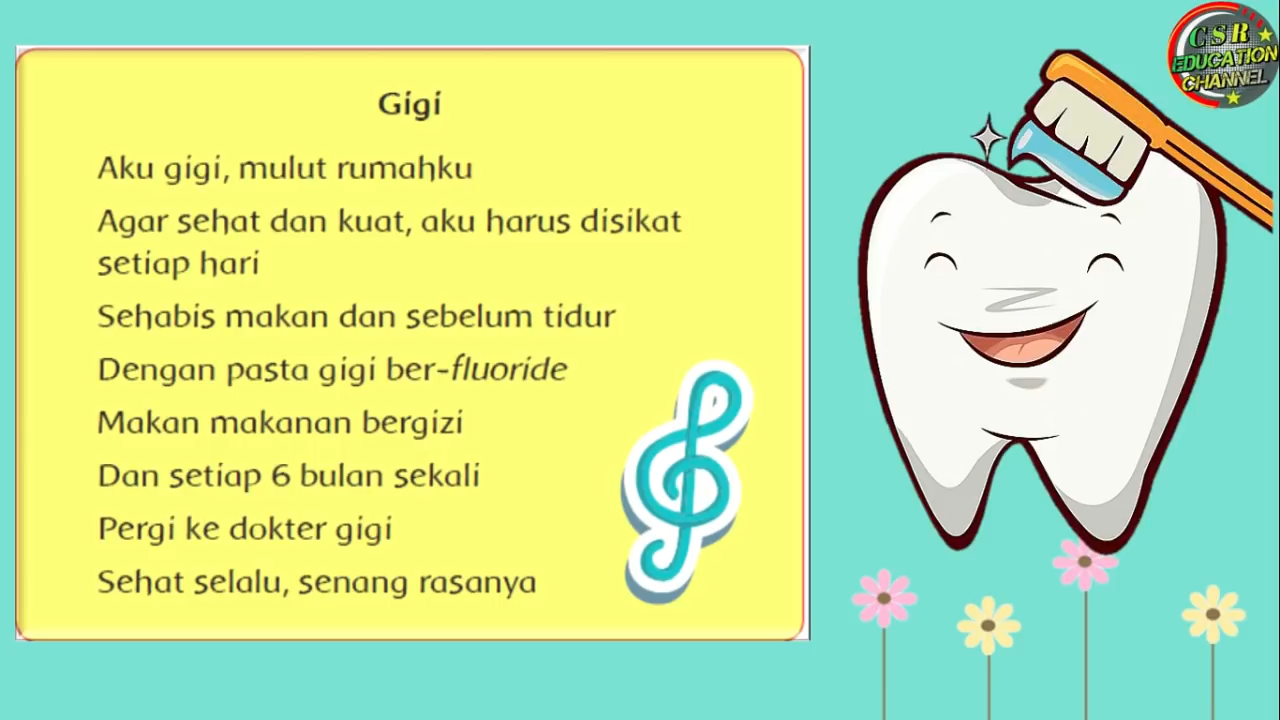 Gigi
Aku gigi, mulut rumahku
Agar sehat dan kuat, aku harus disikat
setiap hari
Sehabis makan dan sebelum tidur
Dengan pasta gigi ber-fluoride
Makan makanan bergizi
Dan setiap 6 bulan sekali
Pergi ke dokter gigi
Sehat selalu, senang rasanya
CSR
EDUCATION
CHANNEL